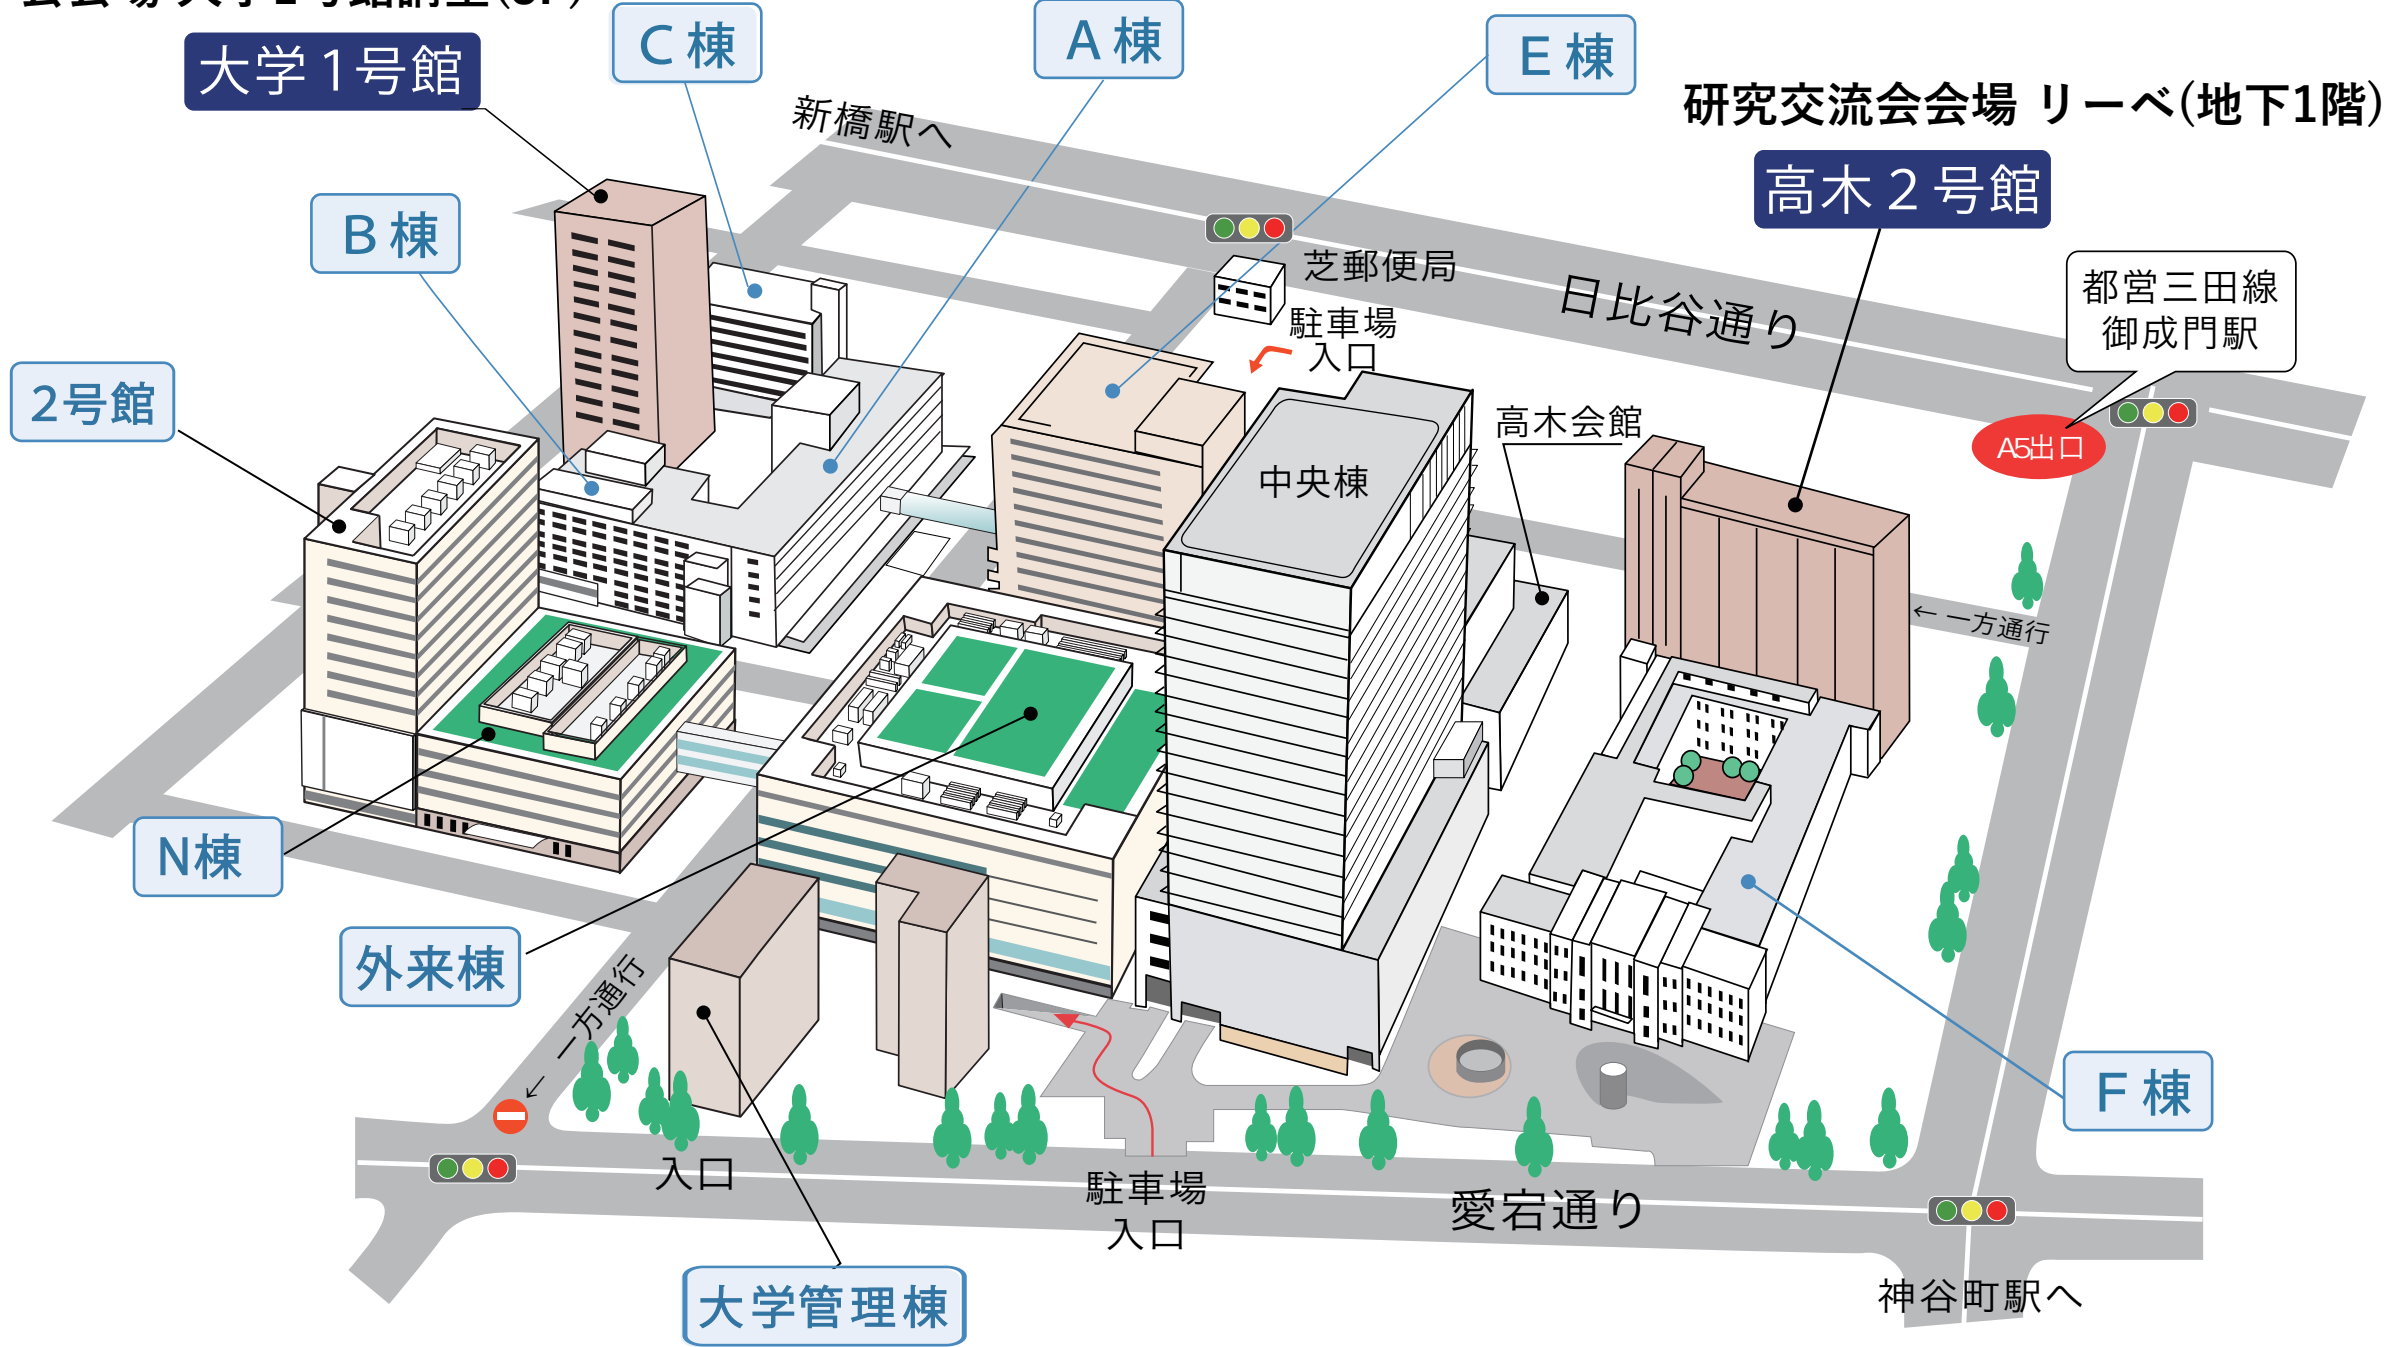 大学1号館
C棟
A棟
E棟
新橋駅へ
研究交流会会場 リーベ(地下1階)
高木2号館
B棟
芝郵便局
日比谷通り
都営三田線
御成門駅
駐車場
入口
2号館
高木会館
A5出口
中央棟
←一方通行
N棟
外来棟
←一方通行
F棟
入口
駐車場
入口
愛宕通り
大学管理棟
神谷町駅へ